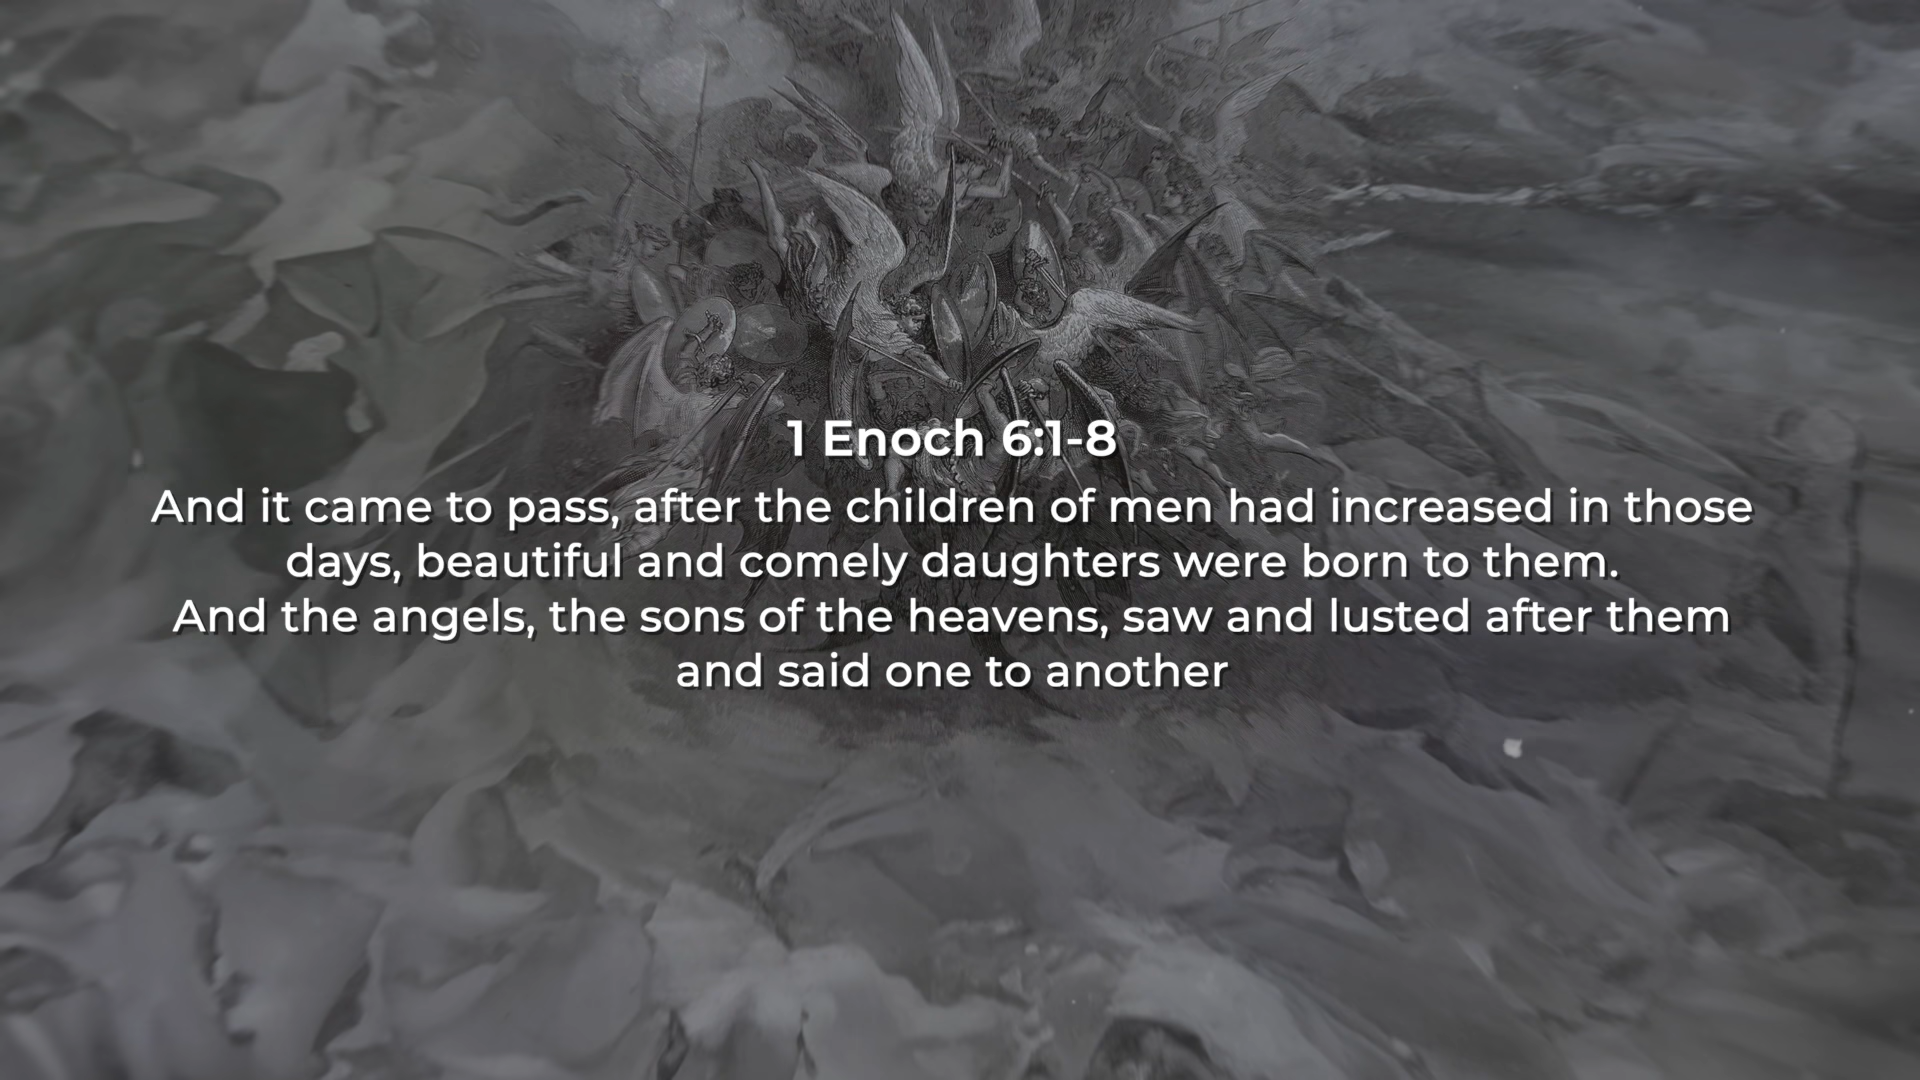 1 Enoch 6:1-8
And it came to pass, after the children of men had increased in those
days, beautiful and comely daughters were born to them.
And the angels, the sons of the heavens, saw and lusted after them
and said one to another